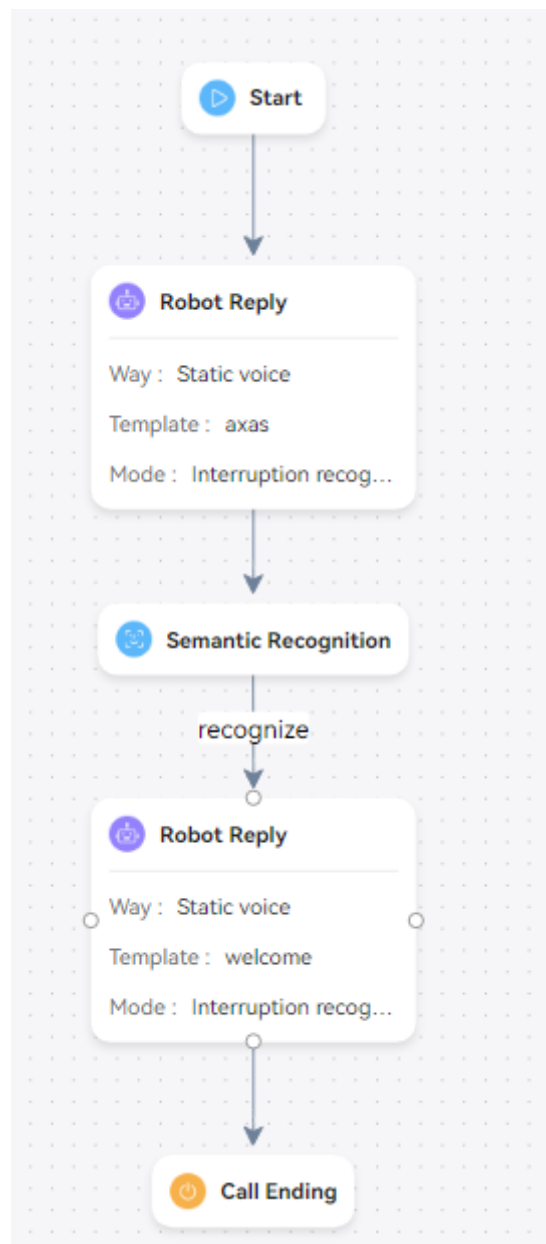 Start
Robot Reply
Way : Static voice
Template : axas
Mode : Interruption recog...
Semantic Recognition
recognize
Robot Reply
Way : Static voice
Template : welcome
Mode : Interruption recog...
Call Ending